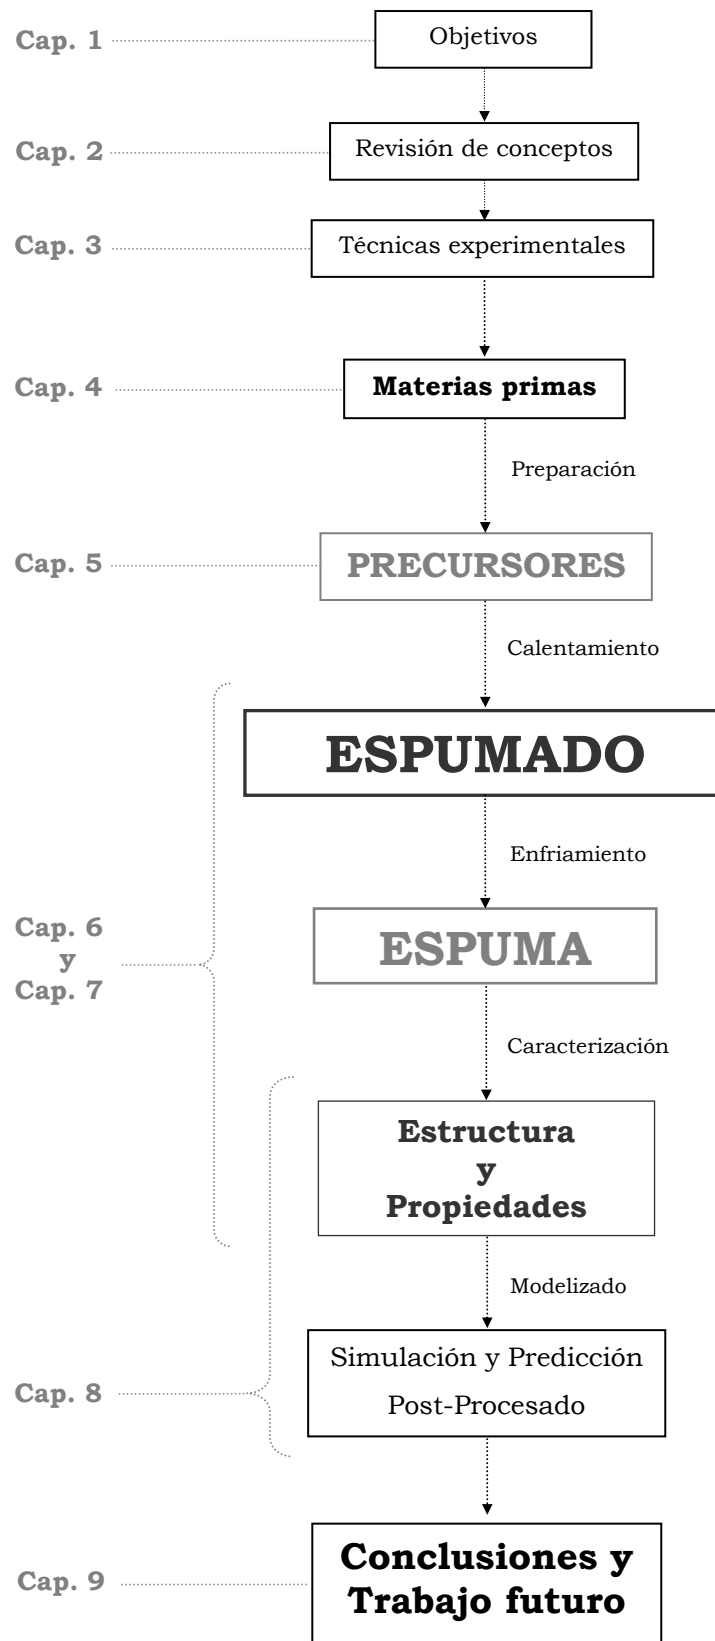 Cap. 1
Objetivos
Cap. 2
Revisión de conceptos
Cap. 3
Técnicas experimentales
Cap. 4
Materias primas
Preparación
Cap. 5
PRECURSORES
Calentamiento
ESPUMADO
Enfriamiento
Cap. 6
y
Cap. 7
ESPUMA
Caracterización
Estructura
y
Propiedades
Modelizado
Cap. 8
Simulación y Predicción
Post-Procesado
Cap. 9
Conclusiones y
Trabajo futuro